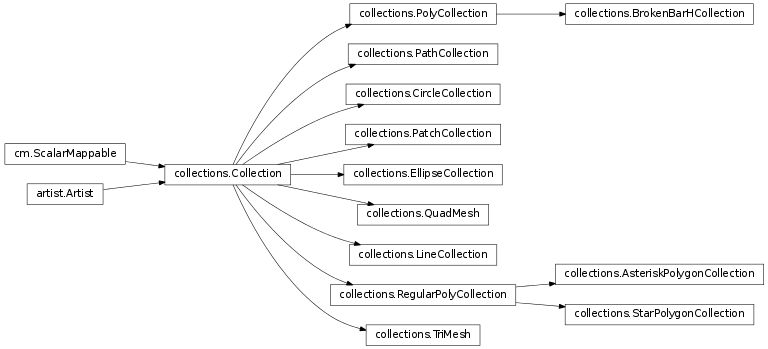 collections.PolyCollection
collections.BrokenBarHCollection
collections.PathCollection
collections.CircleCollection
collections.PatchCollection
cm.ScalarMappable
collections.Collection
collections.EllipseCollection
artist.Artist
collections.QuadMesh
collections.LineCollection
collections.AsteriskPolygonCollection
collections.RegularPolyCollection
collections.StarPolygonCollection
collections.TriMesh